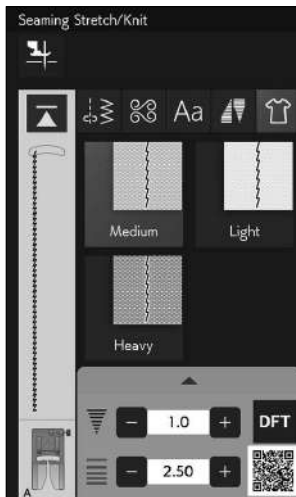 Seaming Stretch/Knit
Aa
Medium
Light
Heavy
− 1.0 + DFT
− 2.50 +
A